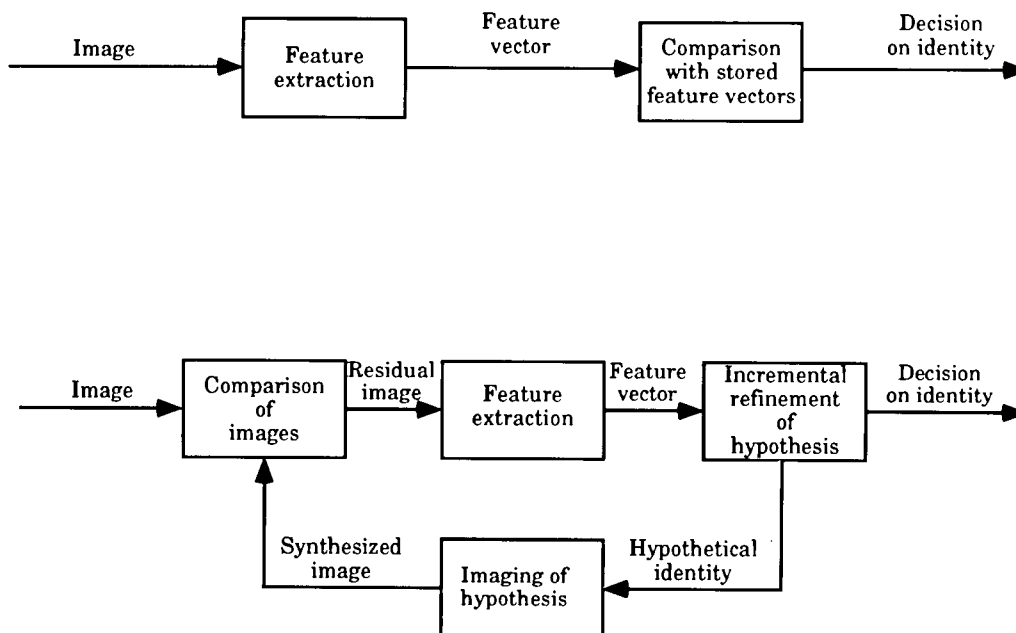 Image
Feature
extraction
Feature
vector
Comparison
with stored
feature vectors
Decision
on identity
Image
Comparison
of
images
Residual
image
Feature
extraction
Feature
vector
Incremental
refinement
of
hypothesis
Decision
on identity
Synthesized
image
Imaging of
hypothesis
Hypothetical
identity